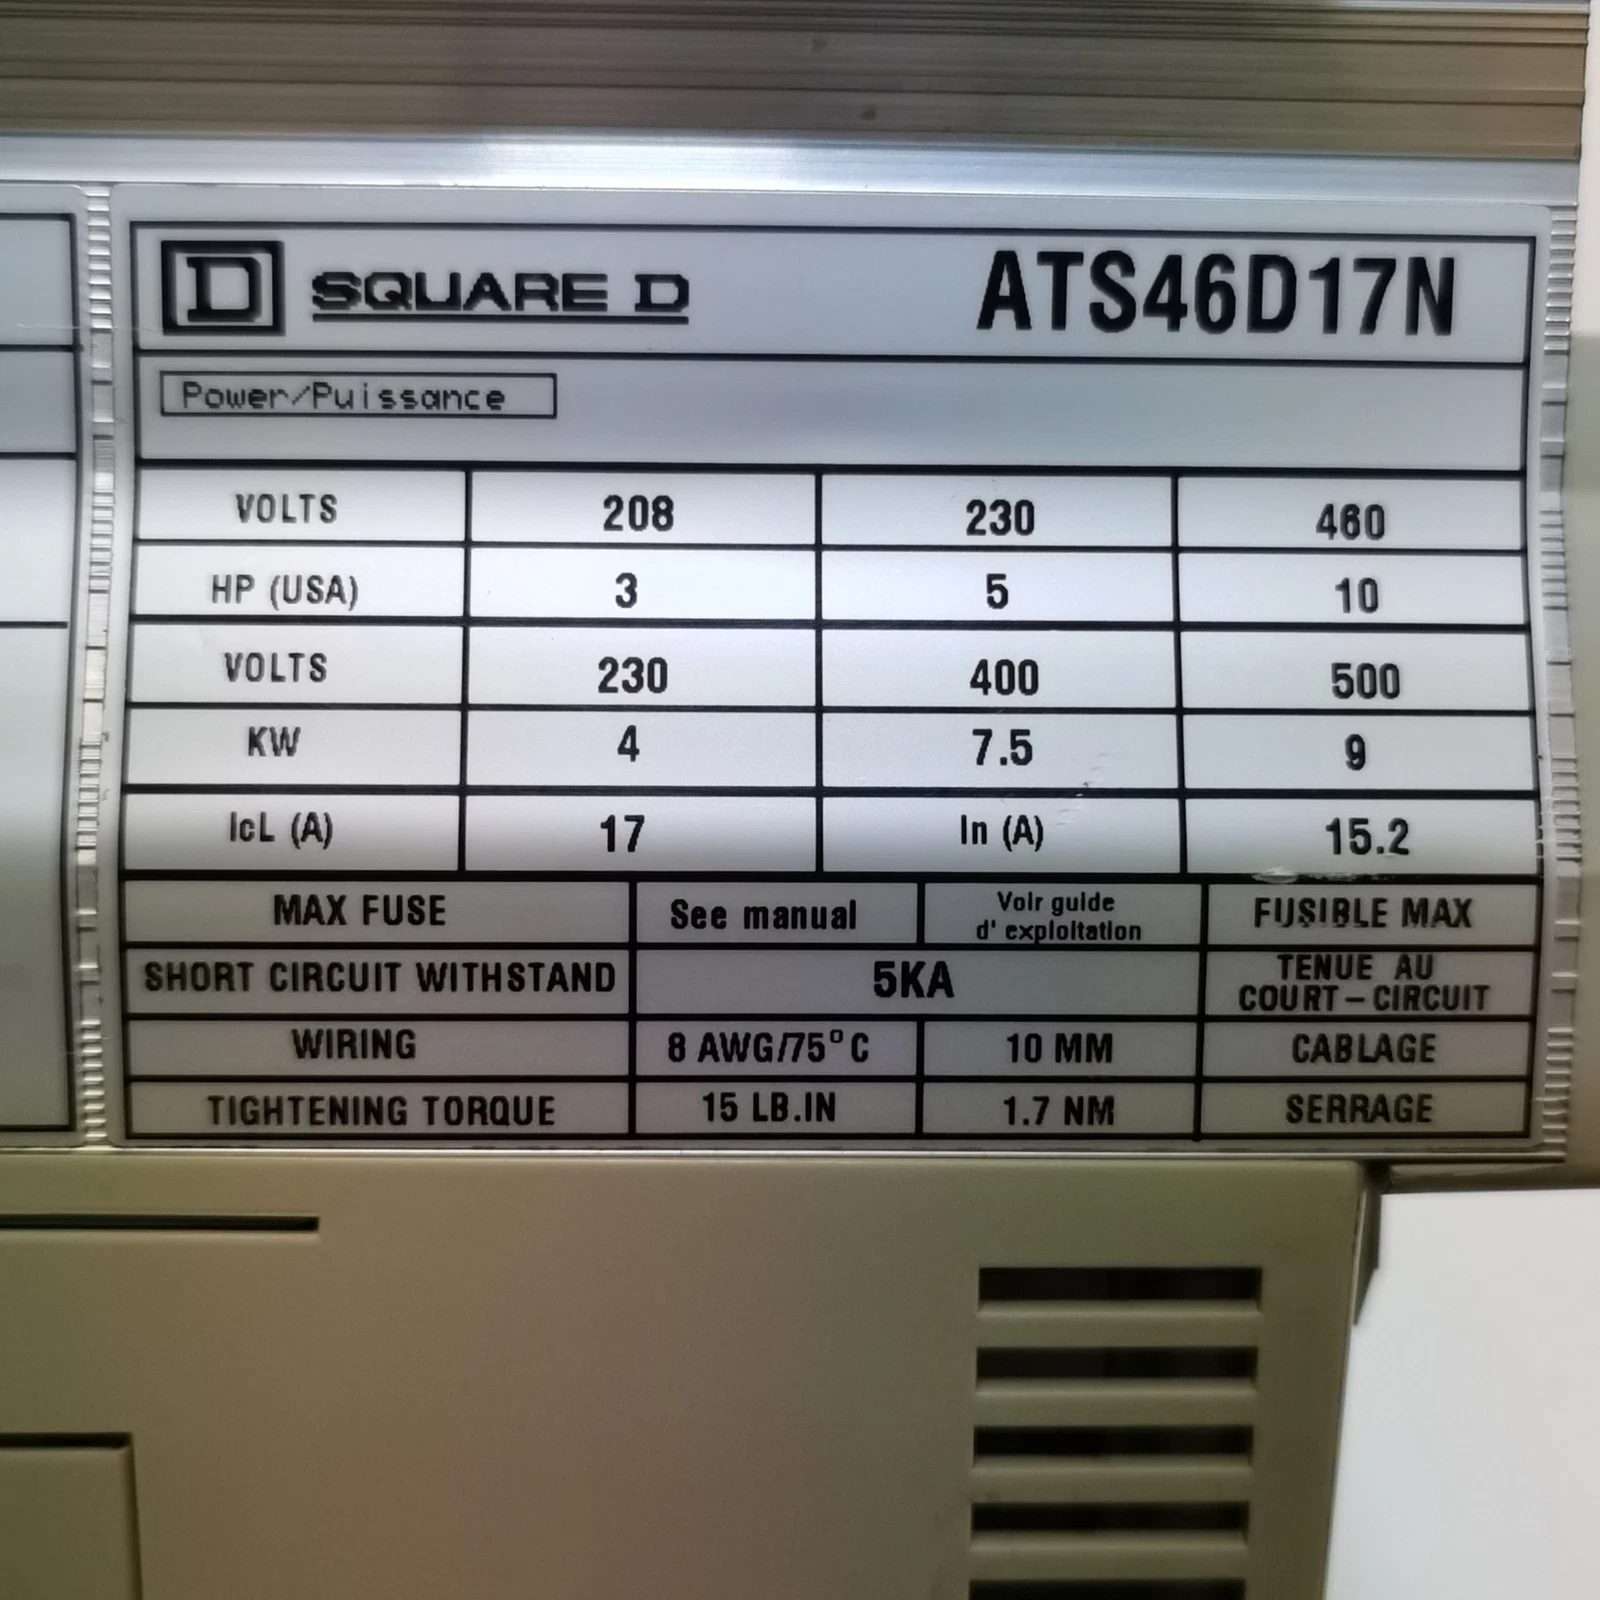 D SQUARE D ATS46D17N
Power/Puissance
VOLTS 208 230 460
HP (USA) 3 5 10
VOLTS 230 400 500
KW 4 7.5 9
IcL (A) 17 In (A) 15.2
MAX FUSE See manual Voir guide d' exploitation FUSIBLE MAX
SHORT CIRCUIT WITHSTAND 5KA TENUE AU COURT-CIRCUIT
WIRING 8 AWG/75°C 10 MM CABLAGE
TIGHTENING TORQUE 15 LB.IN 1.7 NM SERRAGE